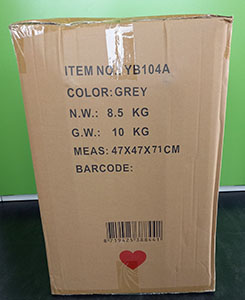 ITEM NO.: YB104A
COLOR: GREY
N.W.: 8.5 KG
G.W.: 10 KG
MEAS: 47X47X71CM
BARCODE: